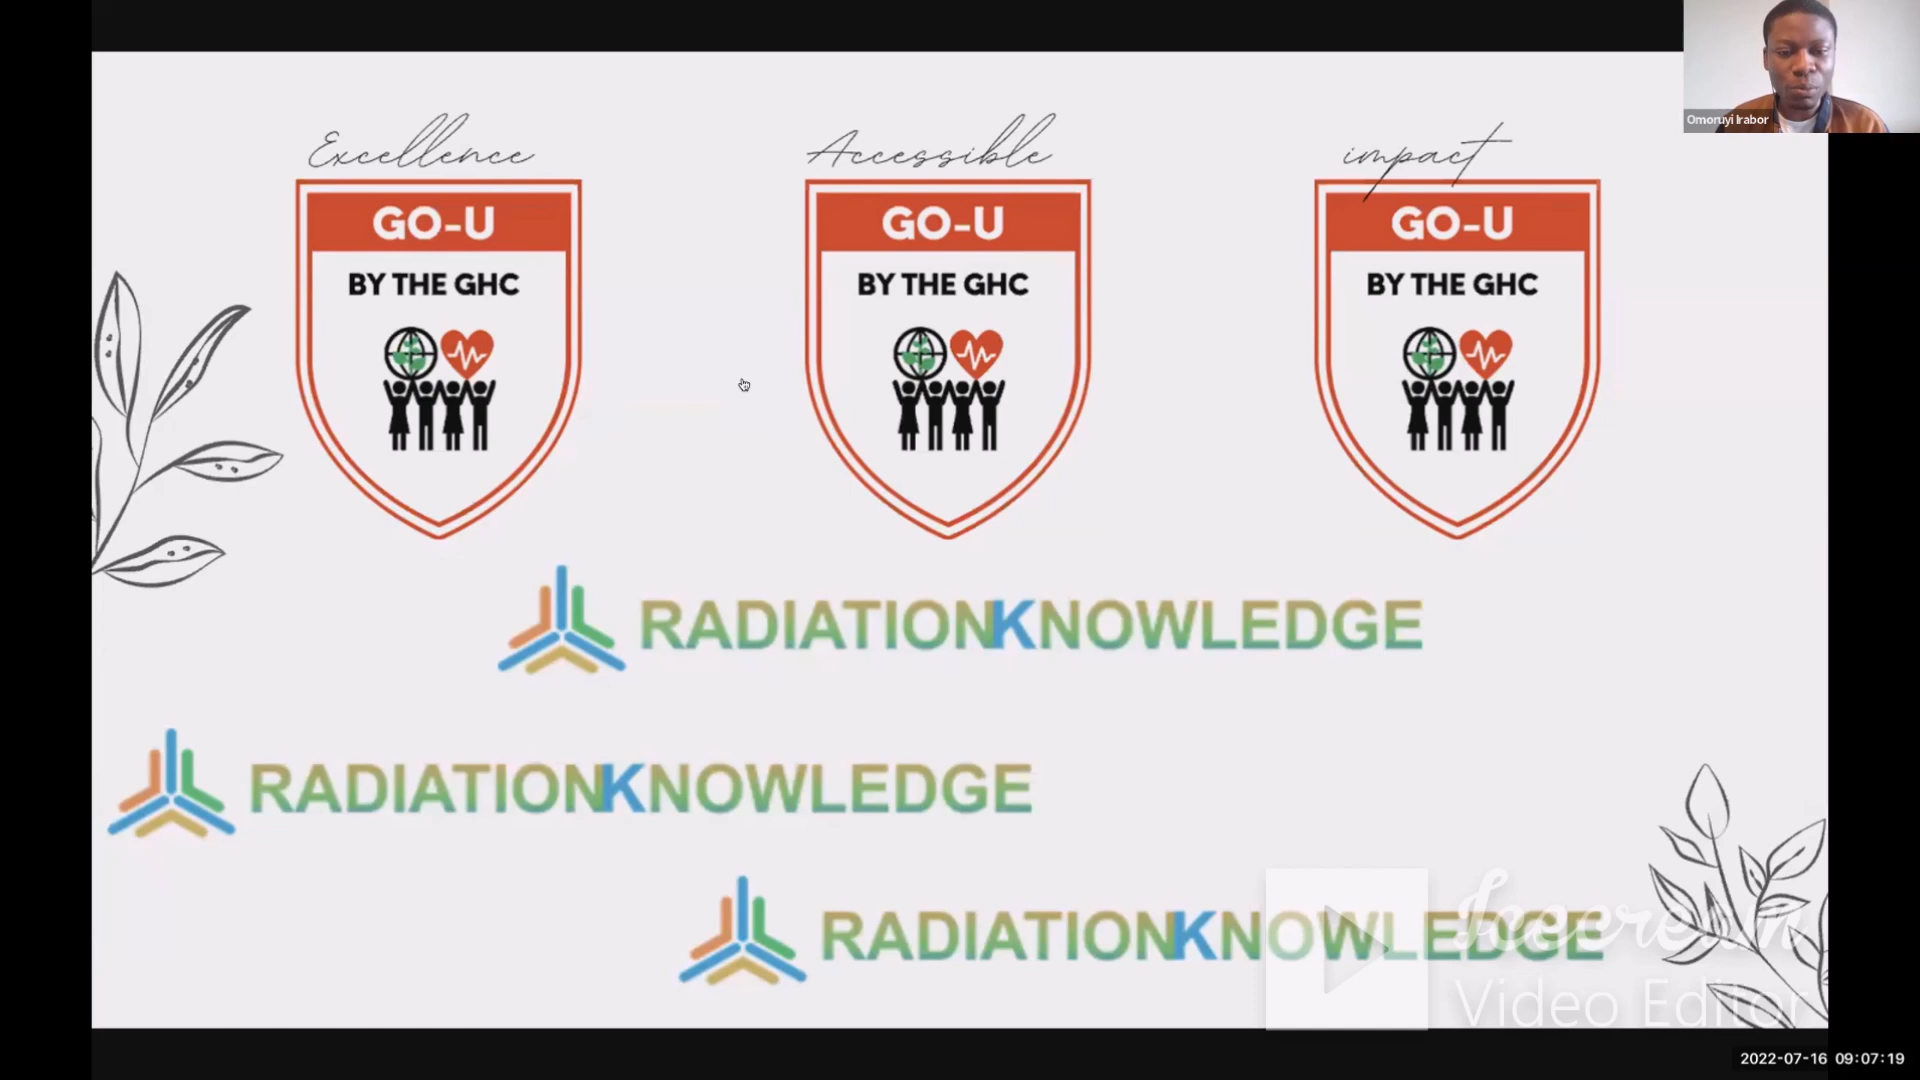 Omoruyi Irabor
Excellence
Accessible
impact
GO-U
BY THE GHC
GO-U
BY THE GHC
GO-U
BY THE GHC
RADIATIONKNOWLEDGE
RADIATIONKNOWLEDGE
RADIATIONKNOWLEDGE
Icecream
Video Editor
2022-07-16 09:07:19